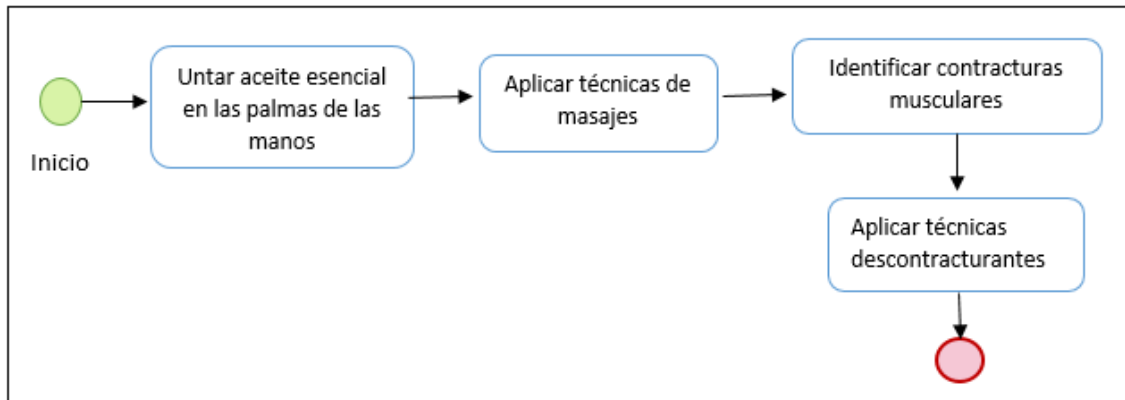 Inicio
Untar aceite esencial
en las palmas de las
manos
Aplicar técnicas de
masajes
Identificar contracturas
musculares
Aplicar técnicas
descontracturantes